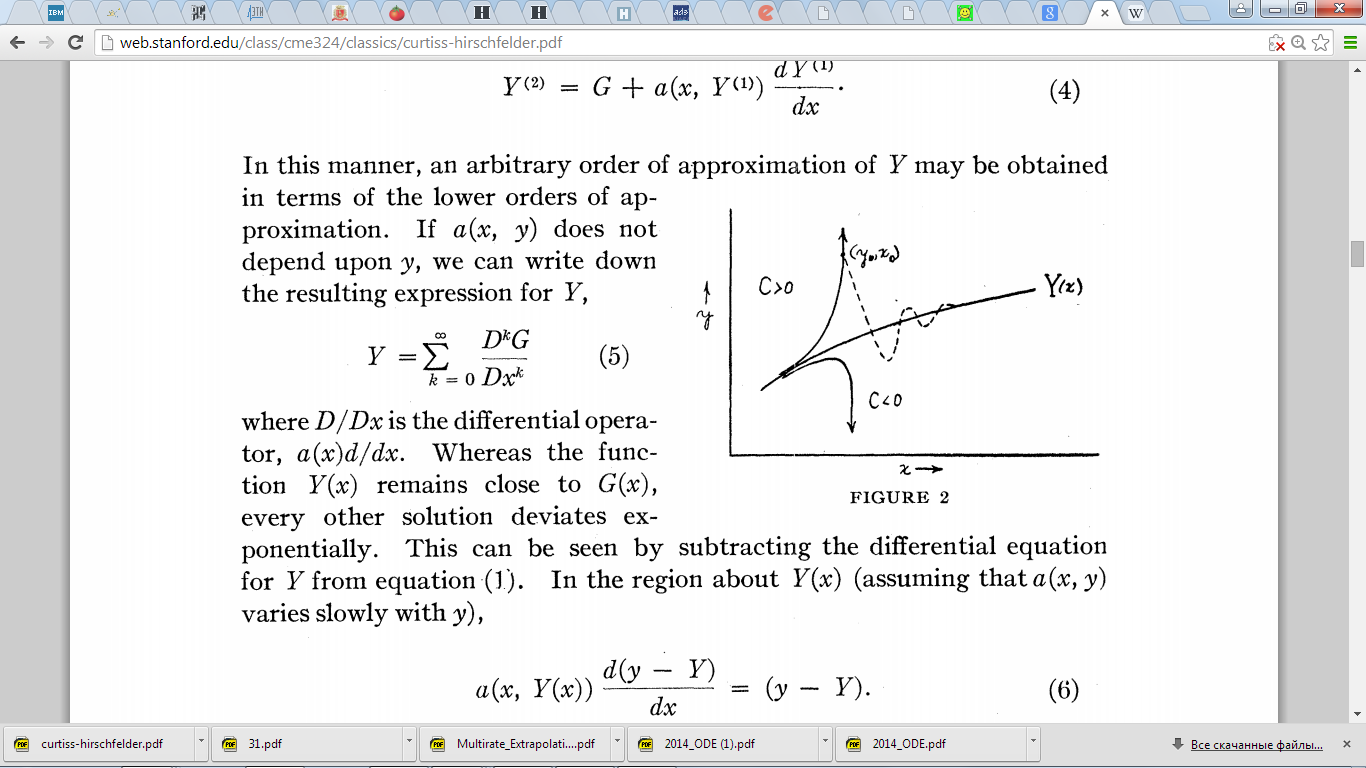 IBM
BTH
H
H
H
ads
e
8
W
web.stanford.edu/class/cme324/classics/curtiss-hirschfelder.pdf
Y⁽²⁾ = G + a(x, Y⁽¹⁾) dY⁽¹⁾/dx. (4)
In this manner, an arbitrary order of approximation of Y may be obtained
in terms of the lower orders of ap-
proximation. If a(x, y) does not
depend upon y, we can write down
the resulting expression for Y,
Y = ∑ k = 0 ∞ DᵏG/Dxᵏ (5)
where D/Dx is the differential opera-
tor, a(x)d/dx. Whereas the func-
tion Y(x) remains close to G(x),
every other solution deviates ex-
(y₀,x₀)
C>0
Y(x)
y
C<0
x
FIGURE 2
ponentially. This can be seen by subtracting the differential equation
for Y from equation (1). In the region about Y(x) (assuming that a(x, y)
varies slowly with y),
a(x, Y(x)) d(y − Y)/dx = (y − Y). (6)
curtiss-hirschfelder.pdf
31.pdf
Multirate_Extrapolati....pdf
2014_ODE (1).pdf
2014_ODE.pdf
Все скачанные файлы...